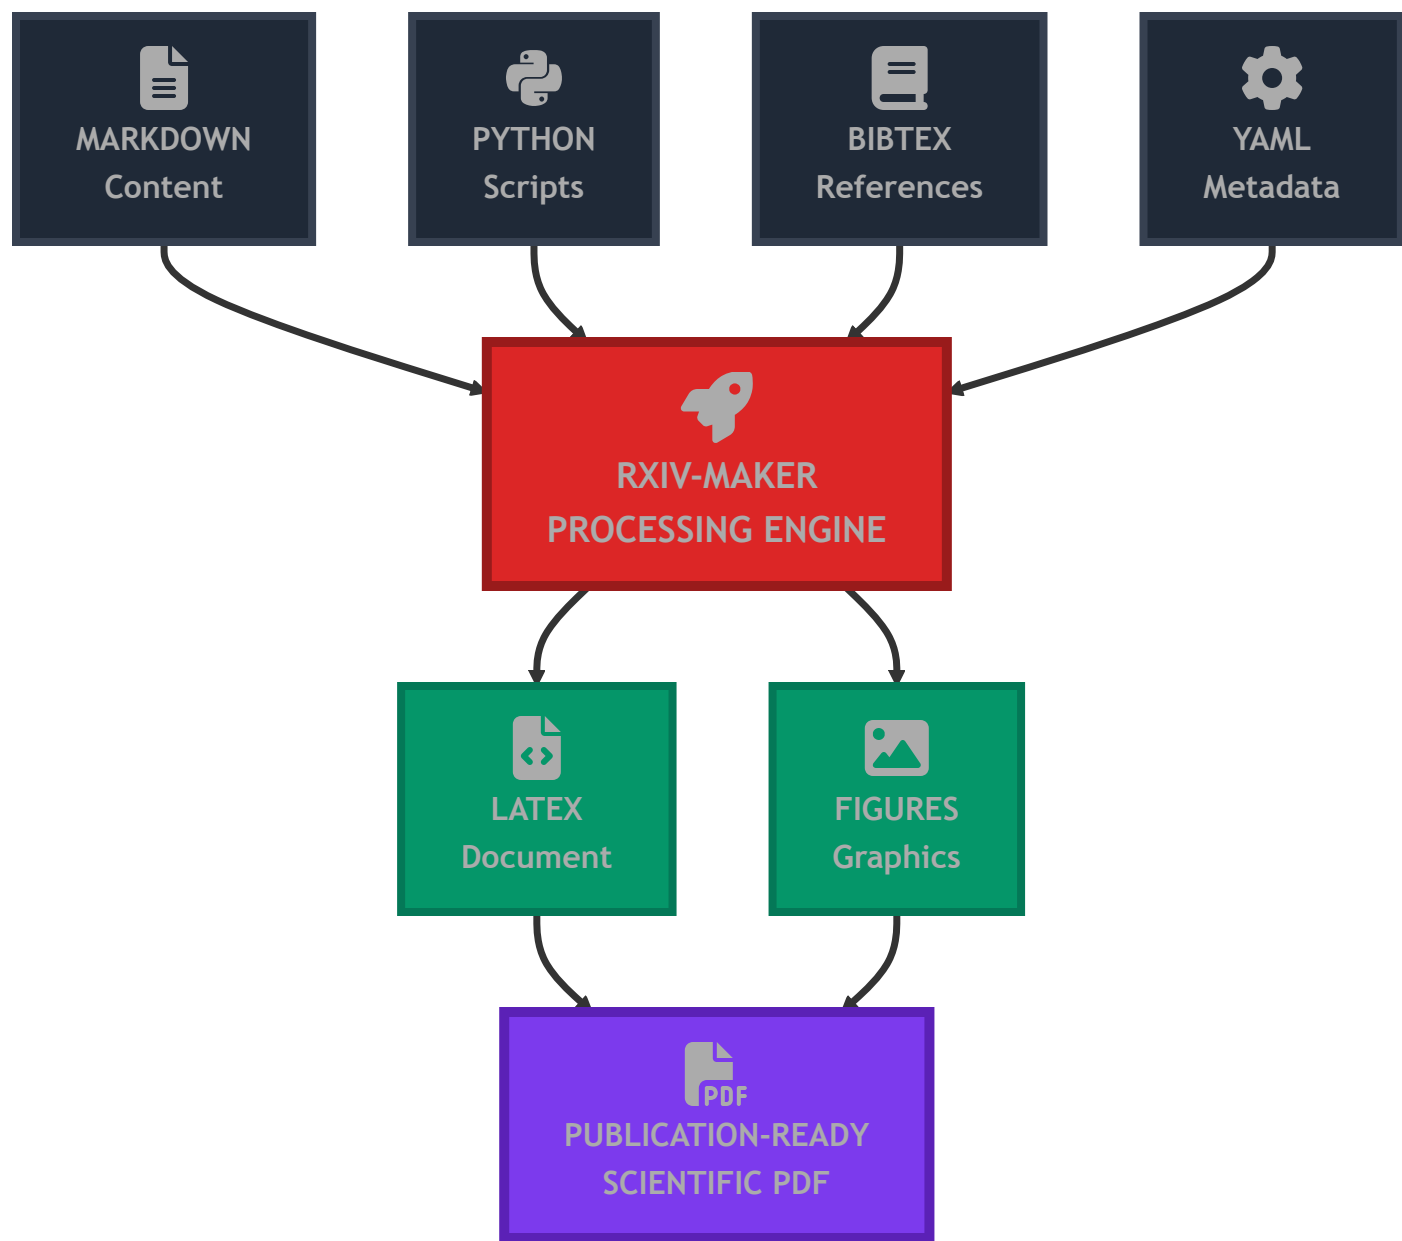 MARKDOWN
Content
PYTHON
Scripts
BIBTEX
References
YAML
Metadata
RXIV-MAKER
PROCESSING ENGINE
LATEX
Document
FIGURES
Graphics
PDF
PUBLICATION-READY
SCIENTIFIC PDF